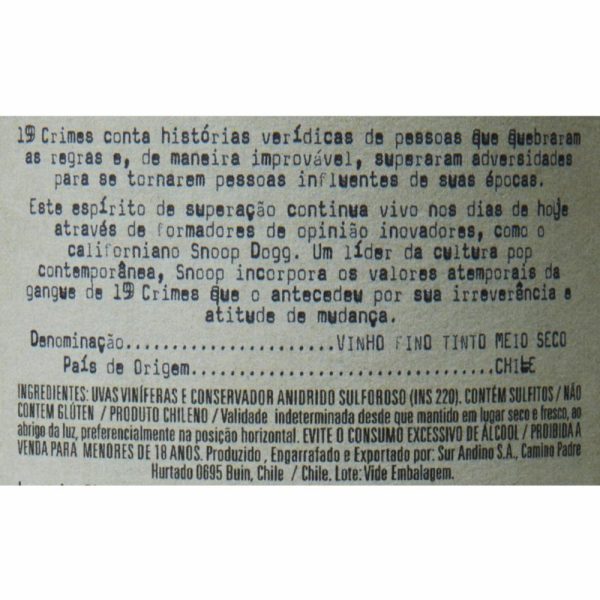 19 Crimes conta histórias verídicas de pessoas que quebraram
as regras e, de maneira improvável, superaram adversidades
para se tornarem pessoas influentes de suas épocas.
Este espírito de superação continua vivo nos dias de hoje
através de formadores de opinião inovadores, como o
californiano Snoop Dogg. Um líder da cultura pop
contemporânea, Snoop incorpora os valores atemporais da
gangue de 19 Crimes que o antecedeu por sua irreverência e
atitude de mudança.
Denominação......................VINHO FINO TINTO MEIO SECO
País de Origem................................CHILE
INGREDIENTES: UVAS VINÍFERAS E CONSERVADOR ANIDRIDO SULFOROSO (INS 220). CONTÉM SULFITOS / NÃO
CONTEM GLÚTEN / PRODUTO CHILENO / Validade indeterminada desde que mantido em lugar seco e fresco, ao
abrigo da luz, preferencialmente na posição horizontal. EVITE O CONSUMO EXCESSIVO DE ÁLCOOL / PROIBIDA A
VENDA PARA MENORES DE 18 ANOS. Produzido, Engarrafado e Exportado por: Sur Andino S.A., Camino Padre
Hurtado 0695 Buin, Chile / Chile. Lote: Vide Embalagem.